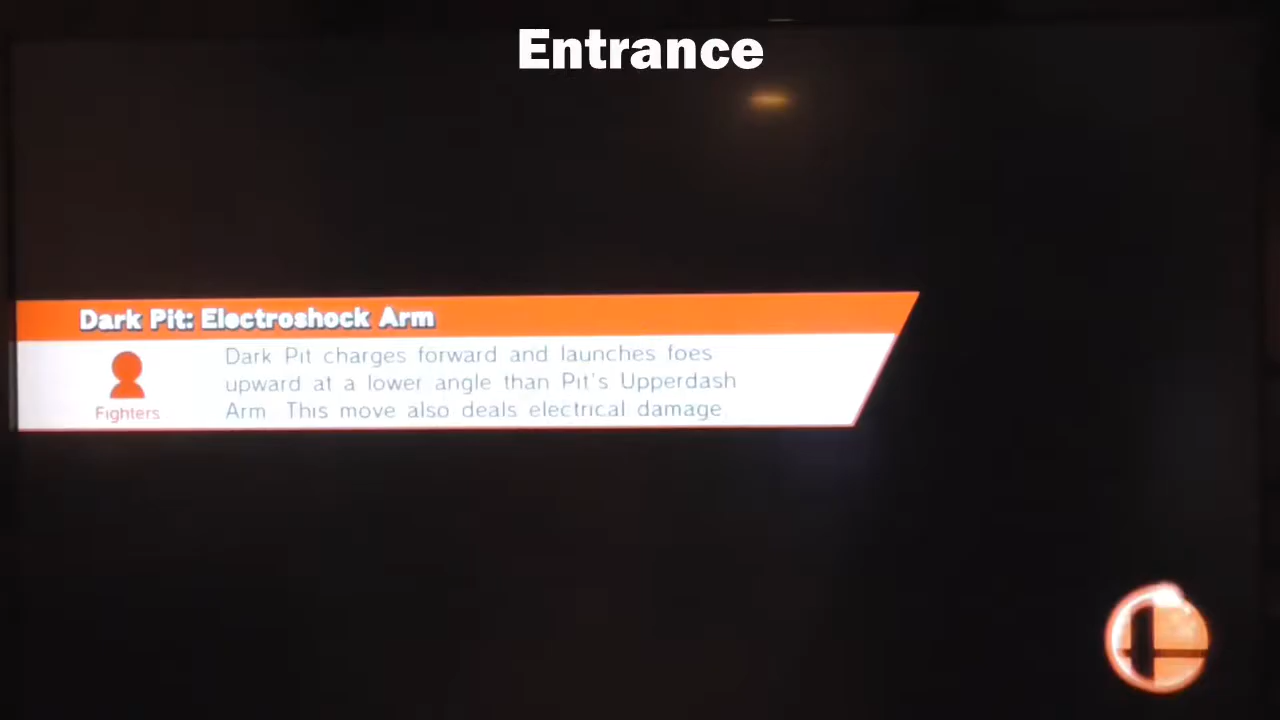 Entrance
Dark Pit: Electroshock Arm
Dark Pit charges forward and launches foes
upward at a lower angle than Pit's Upperdash
Arm This move also deals electrical damage
Fighters